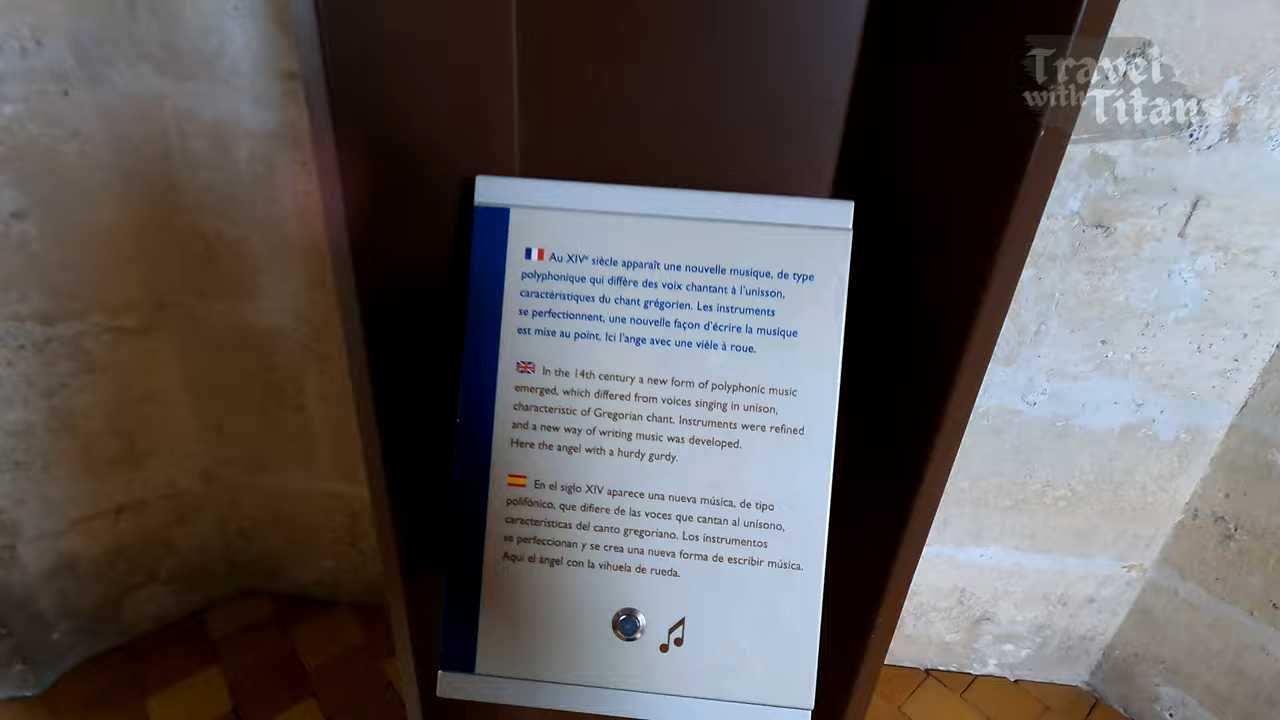 Travel
with Titans
Au XIVe siècle apparaît une nouvelle musique, de type
polyphonique qui diffère des voix chantant à l'unisson,
caractéristiques du chant grégorien. Les instruments
se perfectionnent, une nouvelle façon d'écrire la musique
est mise au point. Ici l'ange avec une vièle à roue.
In the 14th century a new form of polyphonic music
emerged, which differed from voices singing in unison,
characteristic of Gregorian chant. Instruments were refined
and a new way of writing music was developed.
Here the angel with a hurdy gurdy.
En el siglo XIV aparece una nueva música, de tipo
polifónico, que difiere de las voces que cantan al unísono,
características del canto gregoriano. Los instrumentos
se perfeccionan y se crea una nueva forma de escribir música.
Aqui el ángel con la vihuela de rueda.